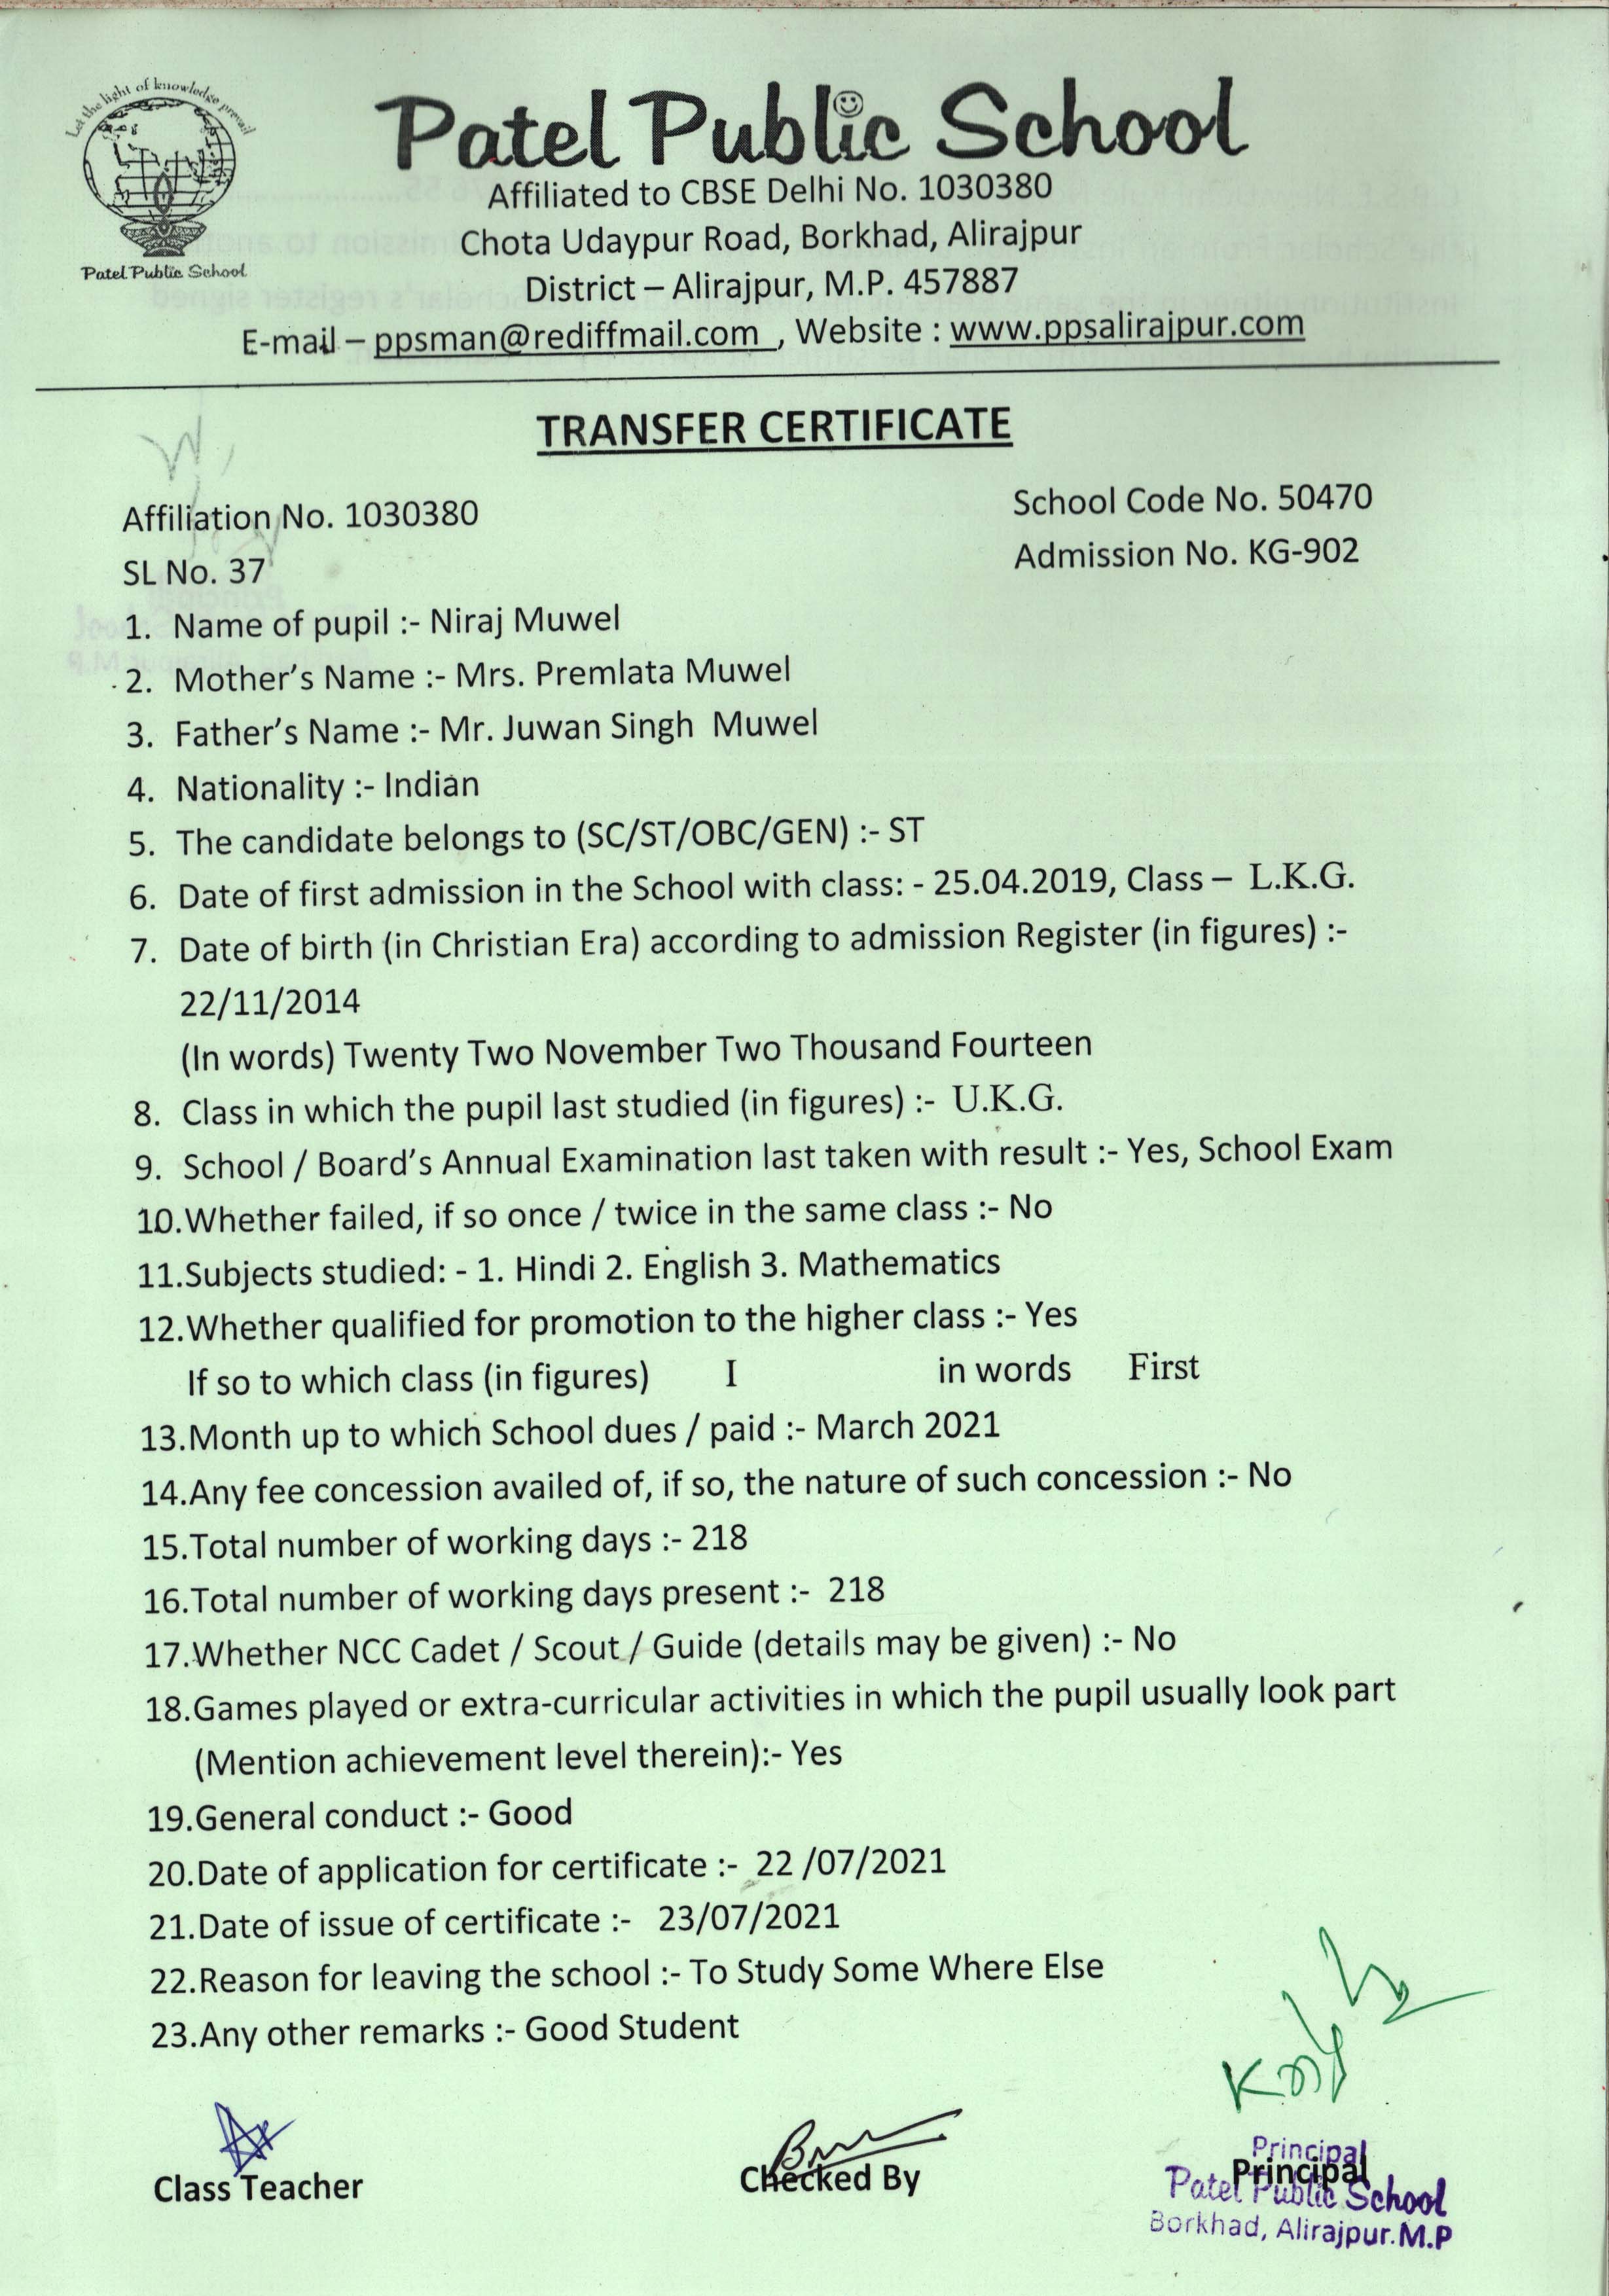 Let the light of knowledge prevail
Patel Public School
Patel Public School
Affiliated to CBSE Delhi No. 1030380
Chota Udaypur Road, Borkhad, Alirajpur
District – Alirajpur, M.P. 457887
E-mail – ppsman@rediffmail.com , Website : www.ppsalirajpur.com
TRANSFER CERTIFICATE
Affiliation No. 1030380 School Code No. 50470
SL No. 37 Admission No. KG-902
1. Name of pupil :- Niraj Muwel
2. Mother's Name :- Mrs. Premlata Muwel
3. Father's Name :- Mr. Juwan Singh Muwel
4. Nationality :- Indian
5. The candidate belongs to (SC/ST/OBC/GEN) :- ST
6. Date of first admission in the School with class: - 25.04.2019, Class – L.K.G.
7. Date of birth (in Christian Era) according to admission Register (in figures) :-
22/11/2014
(In words) Twenty Two November Two Thousand Fourteen
8. Class in which the pupil last studied (in figures) :- U.K.G.
9. School / Board's Annual Examination last taken with result :- Yes, School Exam
10.Whether failed, if so once / twice in the same class :- No
11.Subjects studied: - 1. Hindi 2. English 3. Mathematics
12.Whether qualified for promotion to the higher class :- Yes
If so to which class (in figures) I in words First
13.Month up to which School dues / paid :- March 2021
14.Any fee concession availed of, if so, the nature of such concession :- No
15.Total number of working days :- 218
16.Total number of working days present :- 218
17.Whether NCC Cadet / Scout / Guide (details may be given) :- No
18.Games played or extra-curricular activities in which the pupil usually look part
(Mention achievement level therein):- Yes
19.General conduct :- Good
20.Date of application for certificate :- 22 /07/2021
21.Date of issue of certificate :- 23/07/2021
22.Reason for leaving the school :- To Study Some Where Else
23.Any other remarks :- Good Student
Class Teacher Checked By Principal
Principal
Patel Public School
Borkhad, Alirajpur.M.P